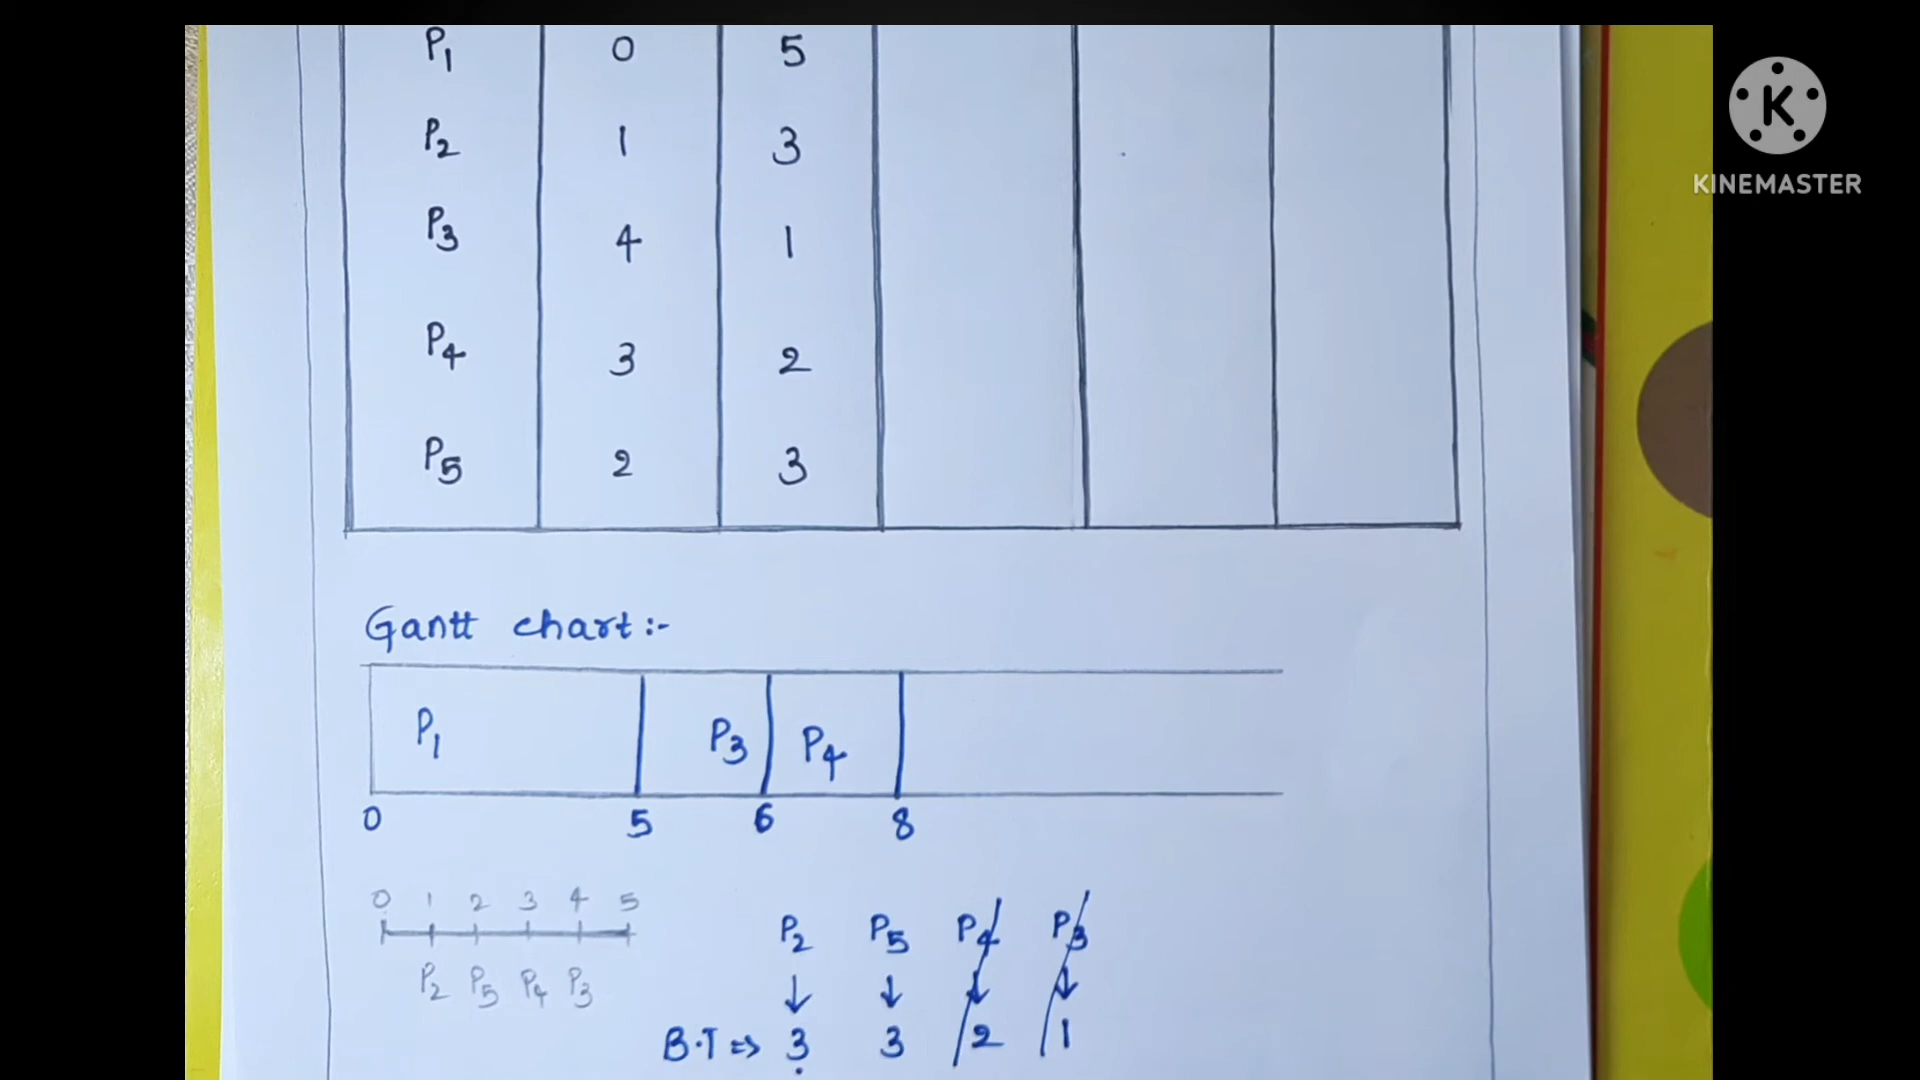 P1 0 5
P2 1 3
P3 4 1
P4 3 2
P5 2 3
Gantt chart :-
P1 P3 P4
0 5 6 8
0 1 2 3 4 5
P2 P5 P4 P3
P2 P5 P4 P3
↓ ↓ ↓ ↓
B.T => 3 3 2 1
KINEMASTER